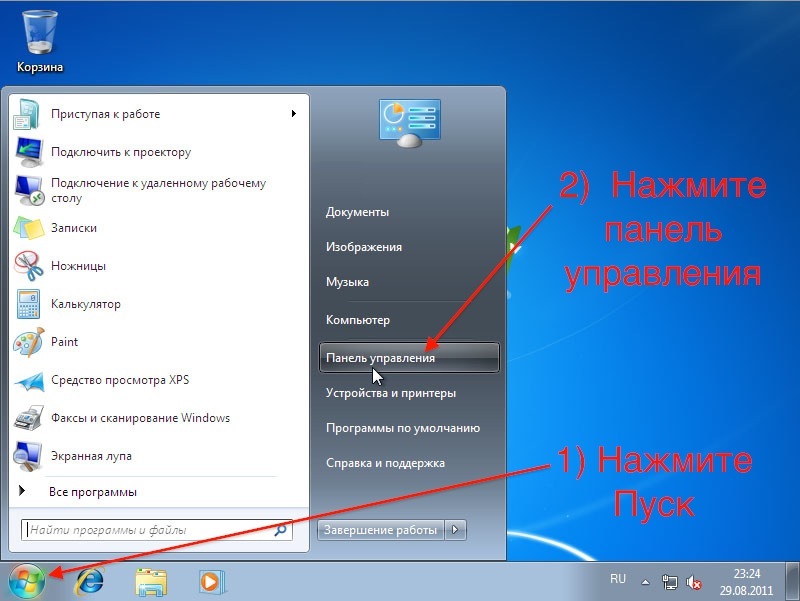 Корзина
Приступая к работе
Подключить к проектору
Подключение к удаленному рабочему
столу
Записки
Ножницы
Калькулятор
Paint
Средство просмотра XPS
Факсы и сканирование Windows
Экранная лупа
Все программы
Найти программы и файлы
Документы
Изображения
Музыка
Компьютер
Панель управления
Устройства и принтеры
Программы по умолчанию
Справка и поддержка
Завершение работы
2) Нажмите
панель
управления
1) Нажмите
Пуск
RU
23:24
29.08.2011